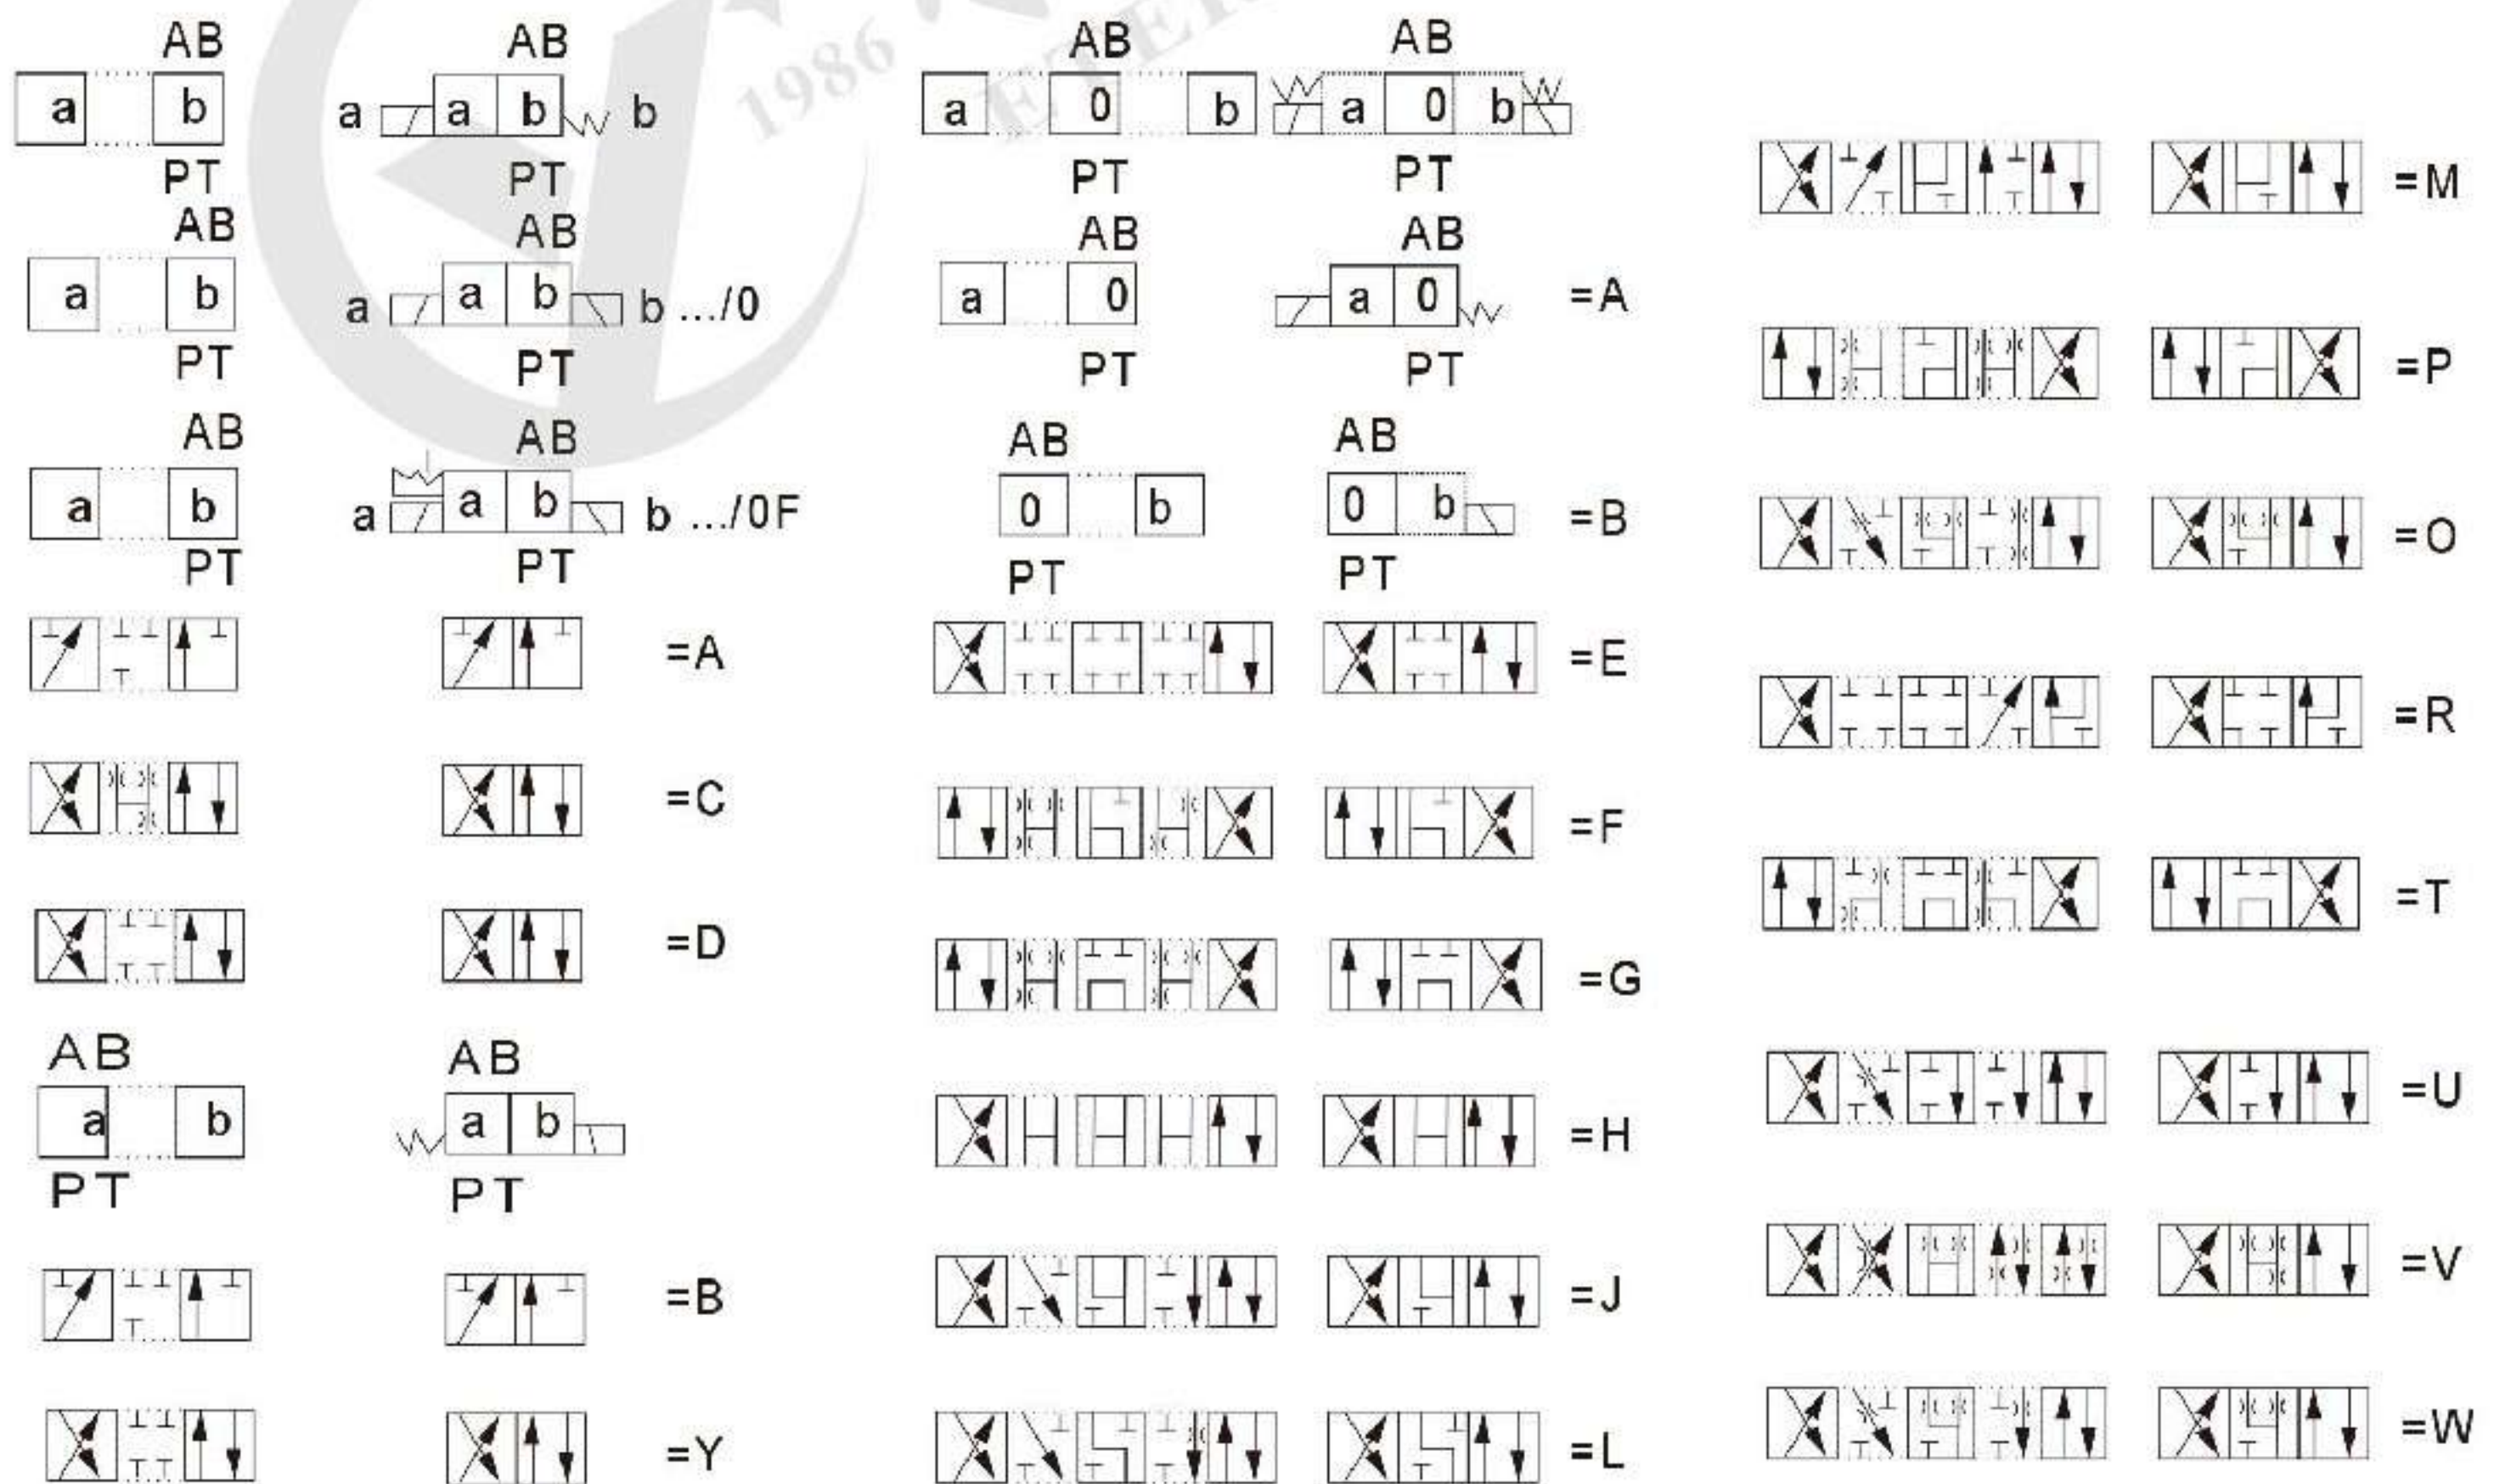 AB
a b
PT
AB
a a b b
PT
AB
a 0 b
PT
AB
a 0 b
PT
=M
AB
a b
PT
AB
a a b b .../0
PT
AB
a 0
PT
AB
a 0 =A
PT
=P
AB
a b
PT
AB
a a b b .../0F
PT
AB
0 b
PT
AB
0 b =B
PT
=O
=A
=E
=R
=C
=F
=T
=D
=G
AB
a b
PT
AB
a b
PT
=H
=U
=B
=J
=V
=Y
=L
=W
1986